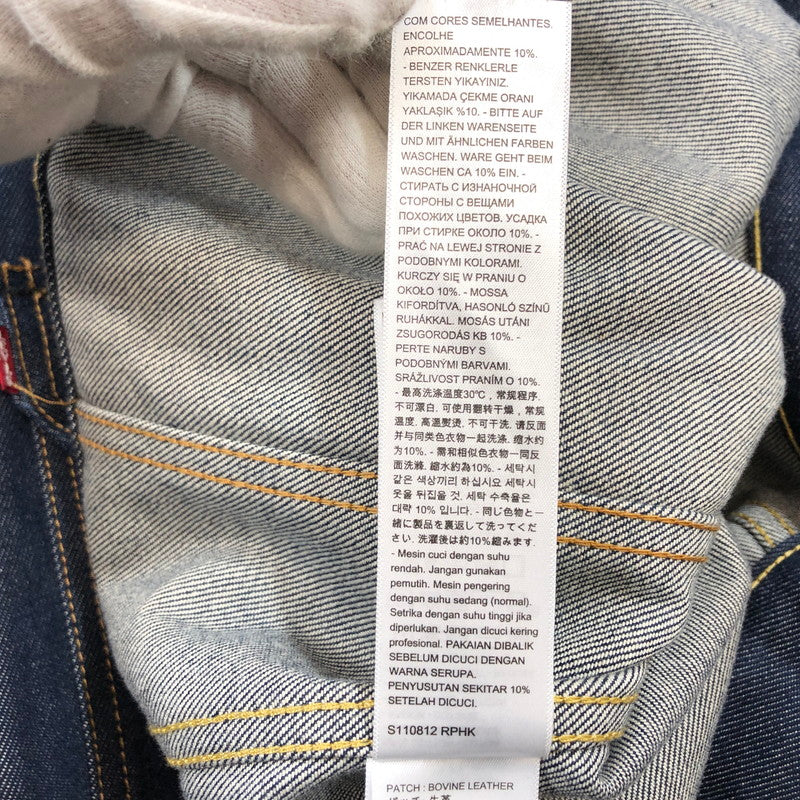 COM CORES SEMELHANTES.
ENCOLHE
APROXIMADAMENTE 10%.
- BENZER RENKLERLE
TERSTEN YIKAYINIZ.
YIKAMADA ÇEKME ORANI
YAKLAŞIK %10. - BITTE AUF
DER LINKEN WARENSEITE
UND MIT ÄHNLICHEN FARBEN
WASCHEN. WARE GEHT BEIM
WASCHEN CA 10% EIN. -
СТИРАТЬ С ИЗНАНОЧНОЙ
СТОРОНЫ С ВЕЩАМИ
ПОХОЖИХ ЦВЕТОВ. УСАДКА
ПРИ СТИРКЕ ОКОЛО 10%. -
PRAĆ NA LEWEJ STRONIE Z
PODOBNYMI KOLORAMI.
KURCZY SIĘ W PRANIU O
OKOŁO 10%. - MOSSA
KIFORDÍTVA, HASONLÓ SZÍNŰ
RUHÁKKAL. MOSÁS UTÁNI
ZSUGORODÁS KB 10%. -
PERTE NARUBY S
PODOBNÝMI BARVAMI.
SRÁŽLIVOST PRANÍM O 10%.
- 最高洗涤温度30℃，常规程序.
不可漂白. 可使用翻转干燥，常规
温度. 高温熨烫. 不可干洗. 请反面
并与同类色衣物一起洗涤. 缩水约
为10%. - 需和相似色衣物一同反
面洗滌. 縮水約為10%. - 세탁시
같은 색상끼리 하십시요 세탁시
옷을 뒤집을 것. 세탁 수축율은
대략 10% 입니다. - 同じ色物と一
緒に製品を裏返して洗ってくださ
い. 洗濯後は約10%縮みます.
- Mesin cuci dengan suhu
rendah. Jangan gunakan
pemutih. Mesin pengering
dengan suhu sedang (normal).
Setrika dengan suhu tinggi jika
diperlukan. Jangan dicuci kering
profesional. PAKAIAN DIBALIK
SEBELUM DICUCI DENGAN
WARNA SERUPA.
PENYUSUTAN SEKITAR 10%
SETELAH DICUCI.
S110812 RPHK
PATCH : BOVINE LEATHER